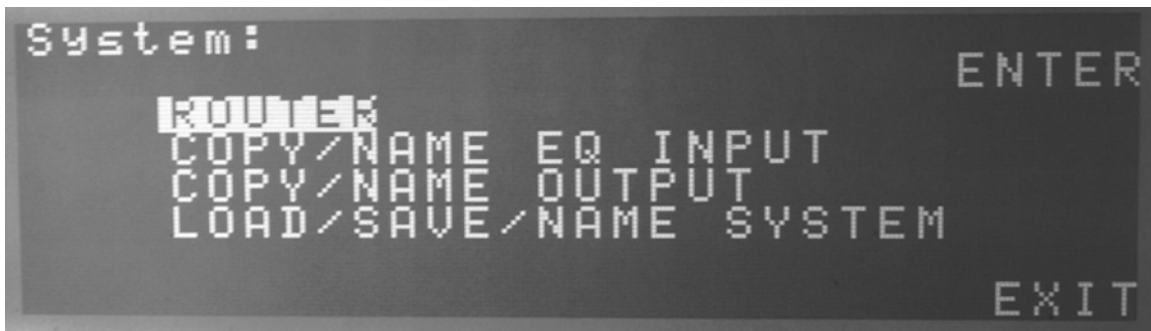 System:
ENTER
ROUTER
COPY/NAME EQ INPUT
COPY/NAME OUTPUT
LOAD/SAVE/NAME SYSTEM
EXIT